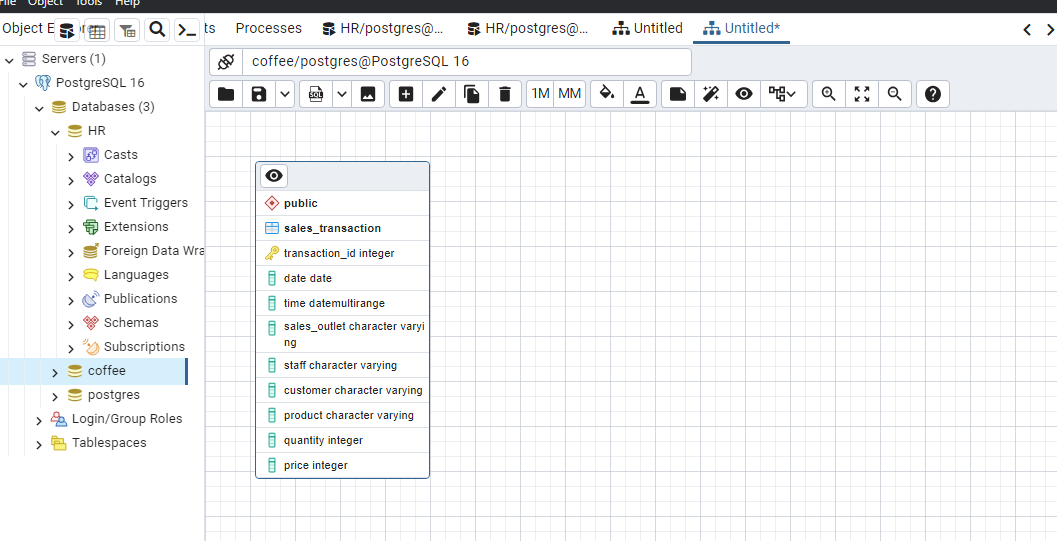 File Object Tools Help
Object E
ts Processes HR/postgres@... HR/postgres@... Untitled Untitled*
coffee/postgres@PostgreSQL 16
SQL 1M MM A
Servers (1)
PostgreSQL 16
Databases (3)
HR
Casts
Catalogs
Event Triggers
Extensions
Foreign Data Wra
Languages
Publications
Schemas
Subscriptions
coffee
postgres
Login/Group Roles
Tablespaces
public
sales_transaction
transaction_id integer
date date
time datemultirange
sales_outlet character varyi
ng
staff character varying
customer character varying
product character varying
quantity integer
price integer